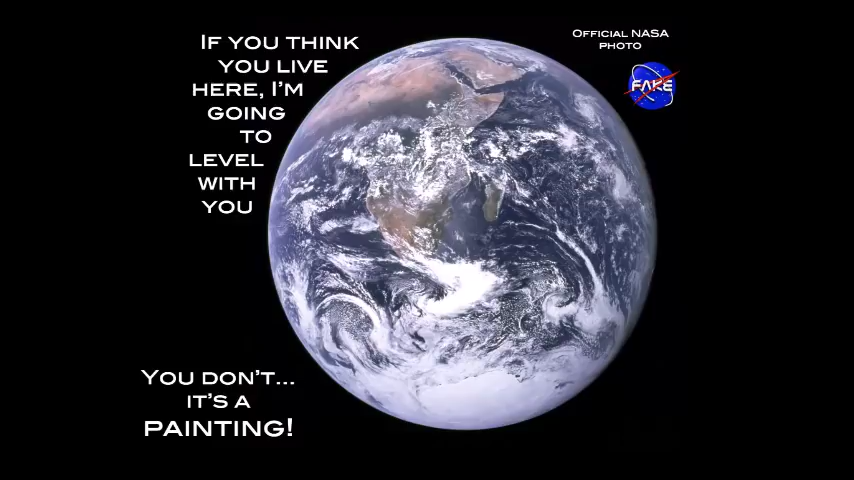 If you think
you live
here, I'm
going
to
level
with
you
Official NASA
photo
FAKE
You don't...
it's a
painting!